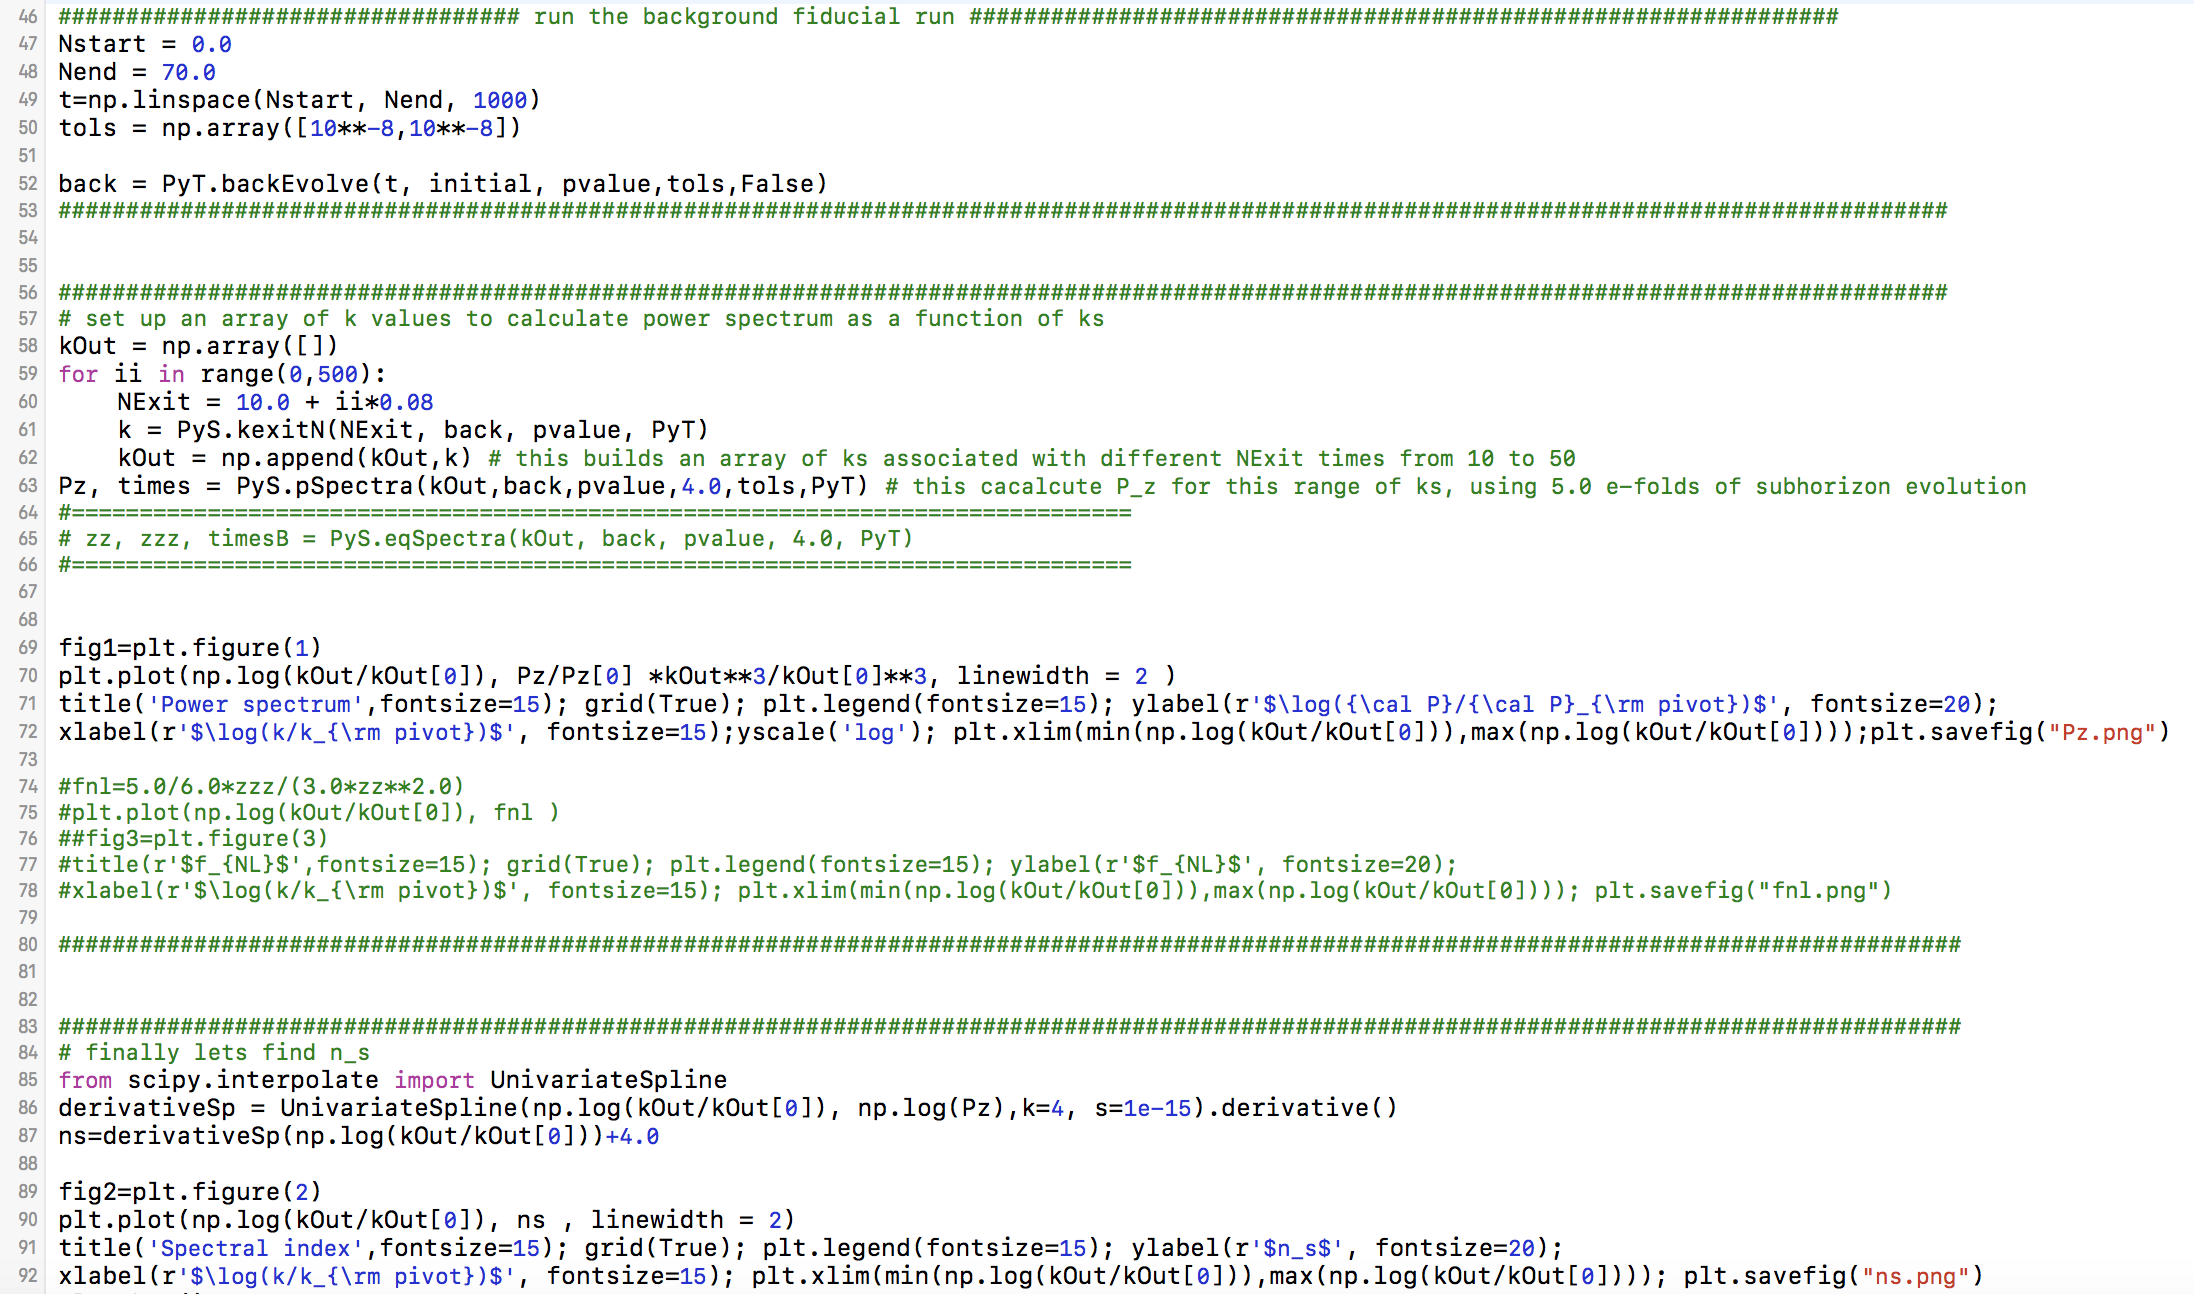 46 ################################## run the background fiducial run ################################################################
47 Nstart = 0.0
48 Nend = 70.0
49 t=np.linspace(Nstart, Nend, 1000)
50 tols = np.array([10**-8,10**-8])
51
52 back = PyT.backEvolve(t, initial, pvalue,tols,False)
53 ###########################################################################################################################################
54
55
56 ###########################################################################################################################################
57 # set up an array of k values to calculate power spectrum as a function of ks
58 kOut = np.array([])
59 for ii in range(0,500):
60     NExit = 10.0 + ii*0.08
61     k = PyS.kexitN(NExit, back, pvalue, PyT)
62     kOut = np.append(kOut,k) # this builds an array of ks associated with different NExit times from 10 to 50
63 Pz, times = PyS.pSpectra(kOut,back,pvalue,4.0,tols,PyT) # this cacalcute P_z for this range of ks, using 5.0 e-folds of subhorizon evolution
64 #==============================================================================
65 # zz, zzz, timesB = PyS.eqSpectra(kOut, back, pvalue, 4.0, PyT)
66 #==============================================================================
67
68
69 fig1=plt.figure(1)
70 plt.plot(np.log(kOut/kOut[0]), Pz/Pz[0] *kOut**3/kOut[0]**3, linewidth = 2 )
71 title('Power spectrum',fontsize=15); grid(True); plt.legend(fontsize=15); ylabel(r'$\log({\cal P}/{\cal P}_{\rm pivot})$', fontsize=20);
72 xlabel(r'$\log(k/k_{\rm pivot})$', fontsize=15);yscale('log'); plt.xlim(min(np.log(kOut/kOut[0])),max(np.log(kOut/kOut[0])));plt.savefig("Pz.png")
73
74 #fnl=5.0/6.0*zzz/(3.0*zz**2.0)
75 #plt.plot(np.log(kOut/kOut[0]), fnl )
76 ##fig3=plt.figure(3)
77 #title(r'$f_{NL}$',fontsize=15); grid(True); plt.legend(fontsize=15); ylabel(r'$f_{NL}$', fontsize=20);
78 #xlabel(r'$\log(k/k_{\rm pivot})$', fontsize=15); plt.xlim(min(np.log(kOut/kOut[0])),max(np.log(kOut/kOut[0]))); plt.savefig("fnl.png")
79
80 ############################################################################################################################################
81
82
83 ############################################################################################################################################
84 # finally lets find n_s
85 from scipy.interpolate import UnivariateSpline
86 derivativeSp = UnivariateSpline(np.log(kOut/kOut[0]), np.log(Pz),k=4, s=1e-15).derivative()
87 ns=derivativeSp(np.log(kOut/kOut[0]))+4.0
88
89 fig2=plt.figure(2)
90 plt.plot(np.log(kOut/kOut[0]), ns , linewidth = 2)
91 title('Spectral index',fontsize=15); grid(True); plt.legend(fontsize=15); ylabel(r'$n_s$', fontsize=20);
92 xlabel(r'$\log(k/k_{\rm pivot})$', fontsize=15); plt.xlim(min(np.log(kOut/kOut[0])),max(np.log(kOut/kOut[0]))); plt.savefig("ns.png")